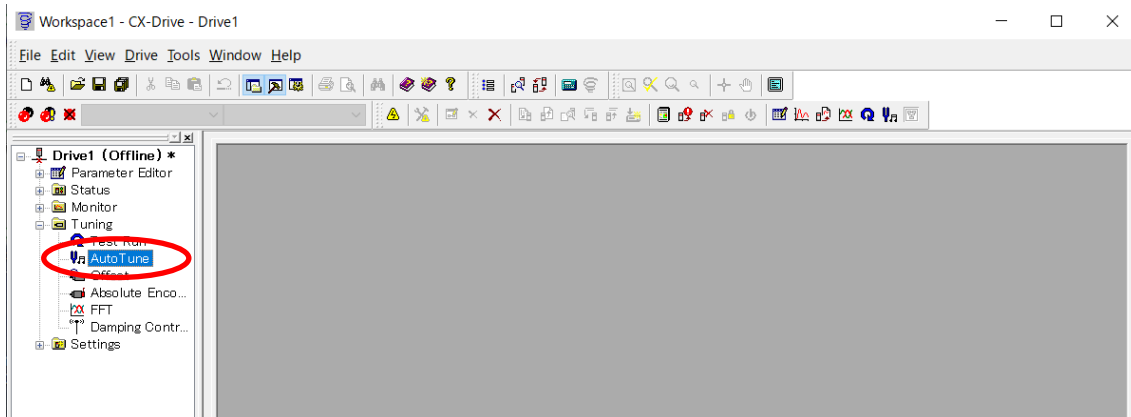 Workspace1 - CX-Drive - Drive1
File Edit View Drive Tools Window Help
Drive1 (Offline) *
Parameter Editor
Status
Monitor
Tuning
Test Run
AutoTune
Offset
Absolute Enco...
FFT
Damping Contr...
Settings